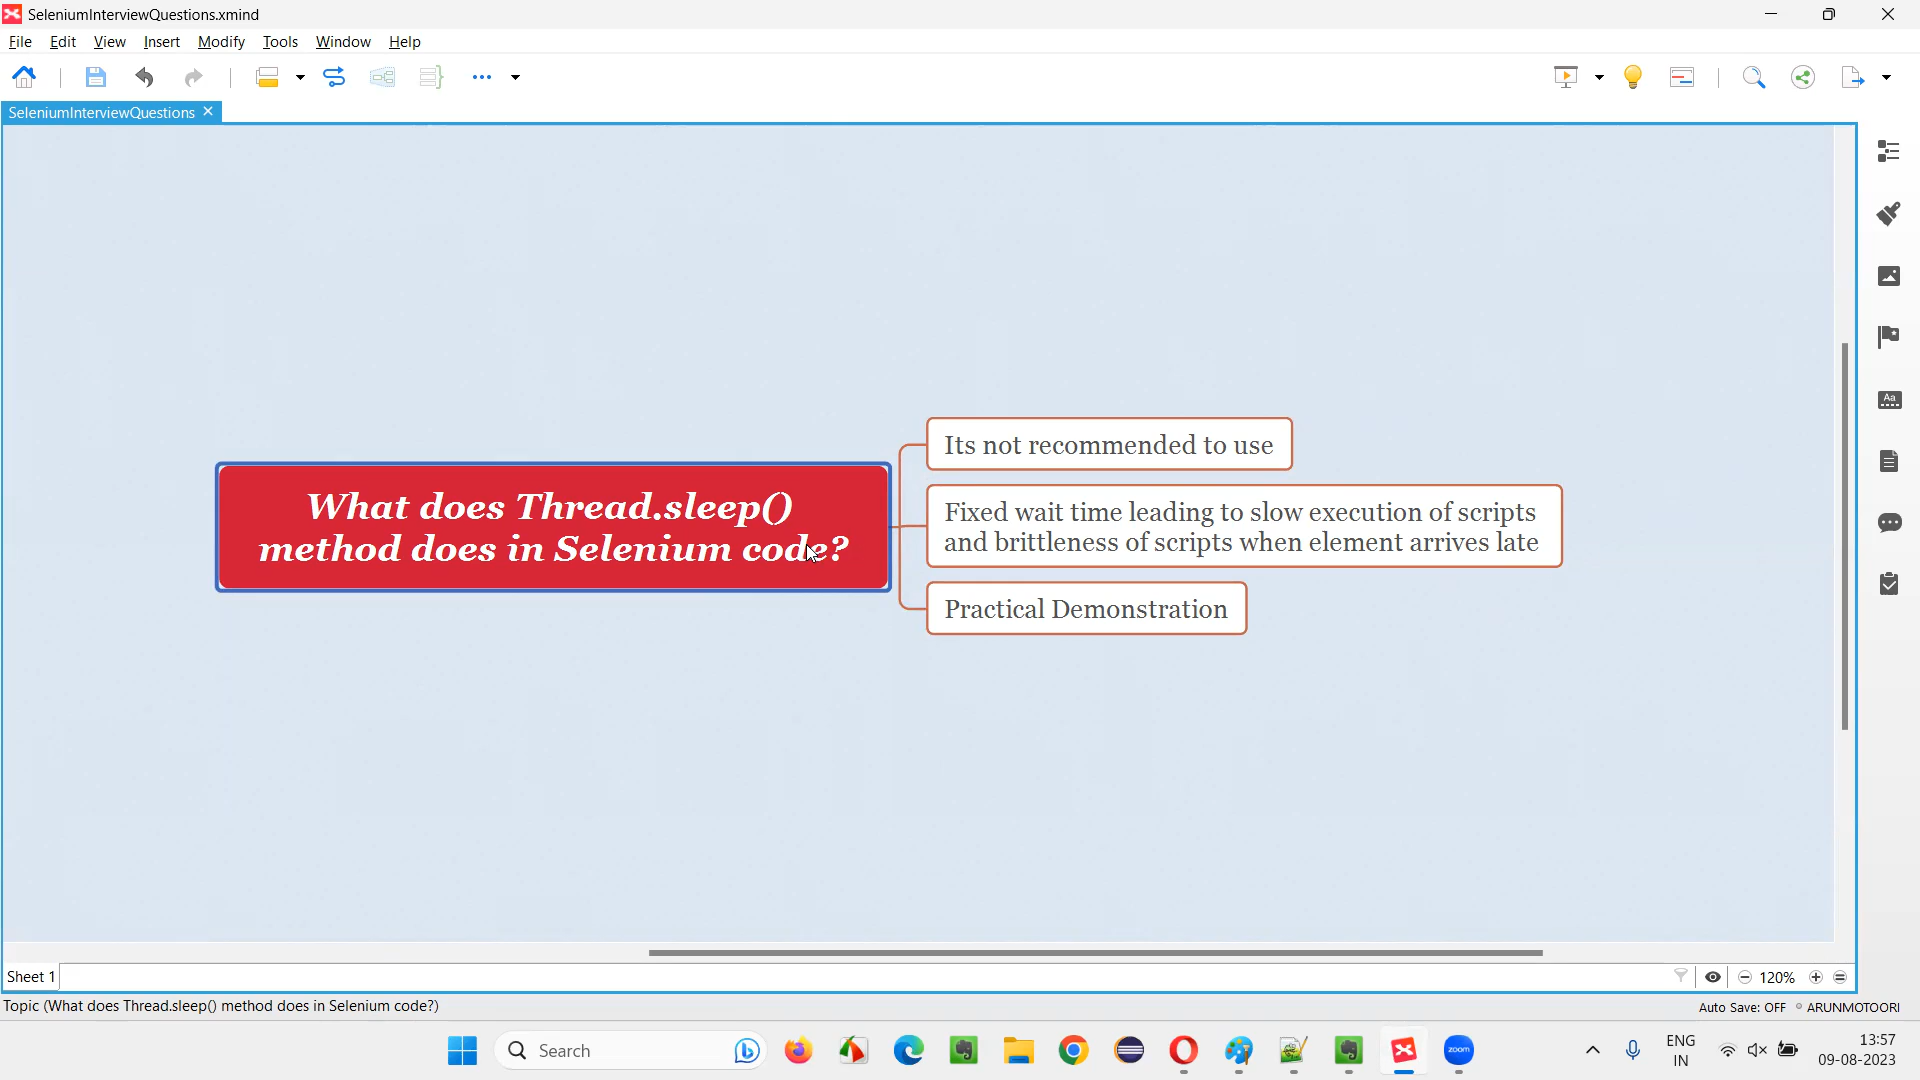 SeleniumInterviewQuestions.xmind
File Edit View Insert Modify Tools Window Help
SeleniumInterviewQuestions
What does Thread.sleep()
method does in Selenium code?
Its not recommended to use
Fixed wait time leading to slow execution of scripts
and brittleness of scripts when element arrives late
Practical Demonstration
Aa
Sheet 1
120%
Topic (What does Thread.sleep() method does in Selenium code?)
Auto Save: OFF ARUNMOTOORI
Search
zoom
ENG
IN
13:57
09-08-2023